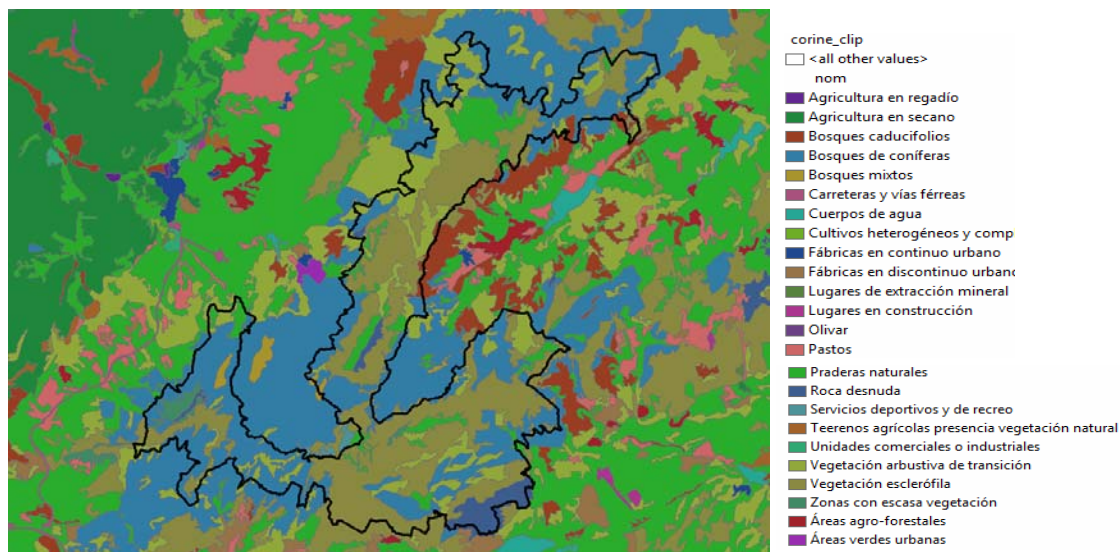 corine_clip
<all other values>
nom
Agricultura en regadío
Agricultura en secano
Bosques caducifolios
Bosques de coníferas
Bosques mixtos
Carreteras y vías férreas
Cuerpos de agua
Cultivos heterogéneos y comp
Fábricas en continuo urbano
Fábricas en discontinuo urbano
Lugares de extracción mineral
Lugares en construcción
Olivar
Pastos
Praderas naturales
Roca desnuda
Servicios deportivos y de recreo
Teerenos agrícolas presencia vegetación natural
Unidades comerciales o industriales
Vegetación arbustiva de transición
Vegetación esclerófila
Zonas con escasa vegetación
Áreas agro-forestales
Áreas verdes urbanas